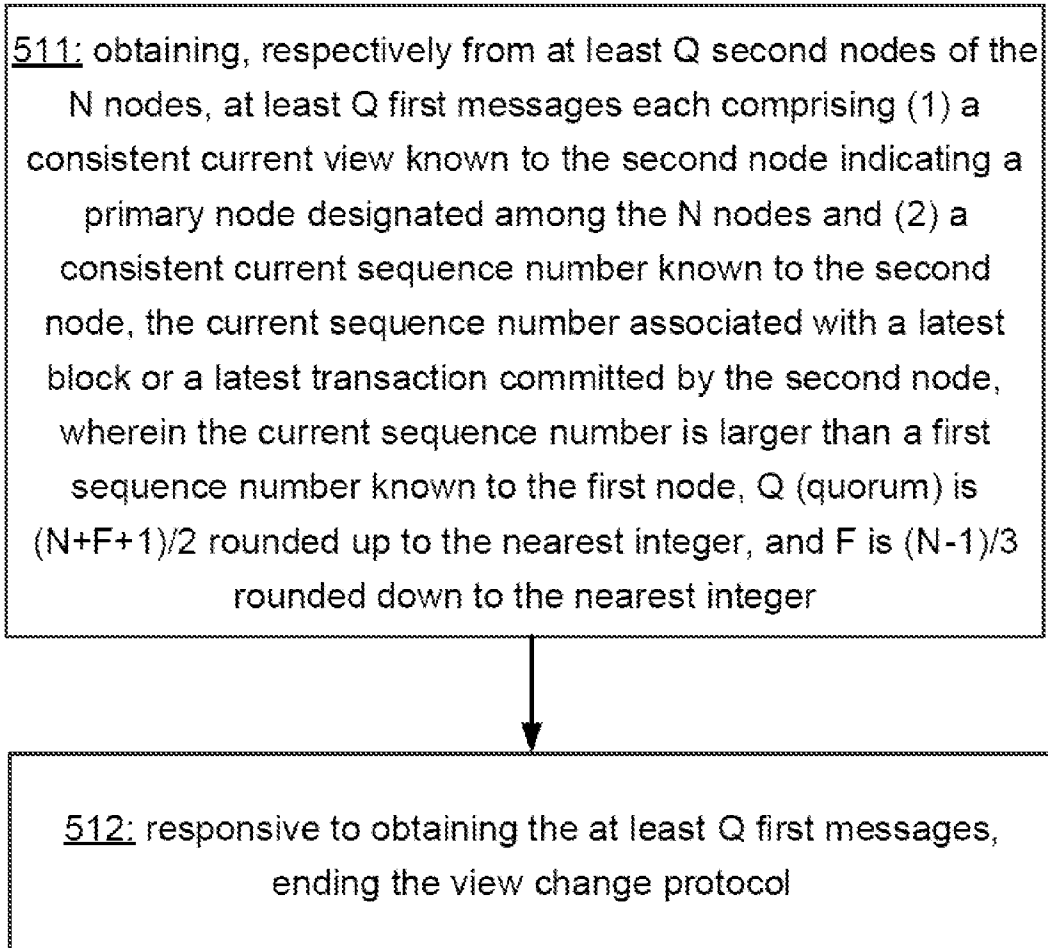 511: obtaining, respectively from at least Q second nodes of the
N nodes, at least Q first messages each comprising (1) a
consistent current view known to the second node indicating a
primary node designated among the N nodes and (2) a
consistent current sequence number known to the second
node, the current sequence number associated with a latest
block or a latest transaction committed by the second node,
wherein the current sequence number is larger than a first
sequence number known to the first node, Q (quorum) is
(N+F+1)/2 rounded up to the nearest integer, and F is (N-1)/3
rounded down to the nearest integer
512: responsive to obtaining the at least Q first messages,
ending the view change protocol